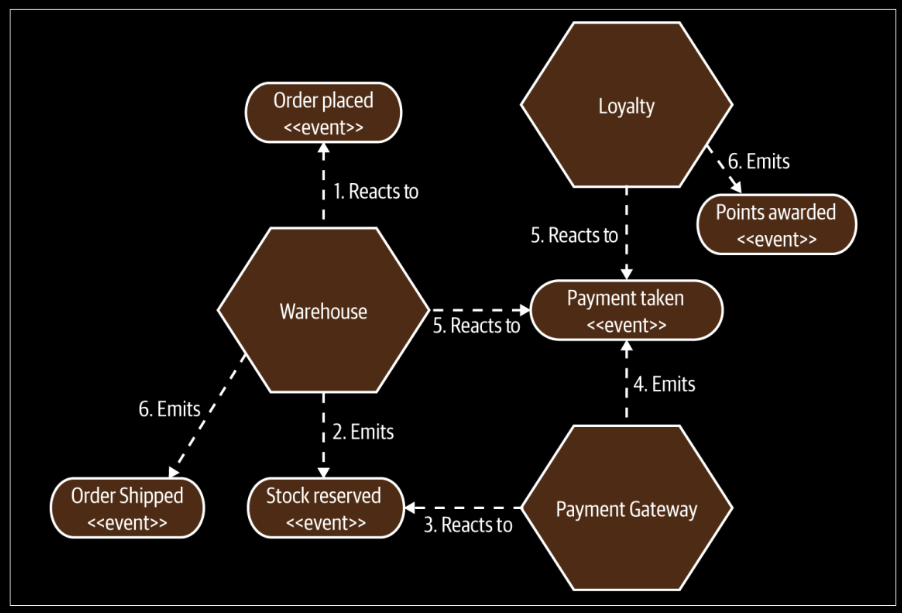 Order placed
<<event>>
Loyalty
6. Emits
1. Reacts to
Points awarded
<<event>>
5. Reacts to
Payment taken
<<event>>
Warehouse
5. Reacts to
4. Emits
6. Emits
2. Emits
Order Shipped
<<event>>
Stock reserved
<<event>>
3. Reacts to
Payment Gateway